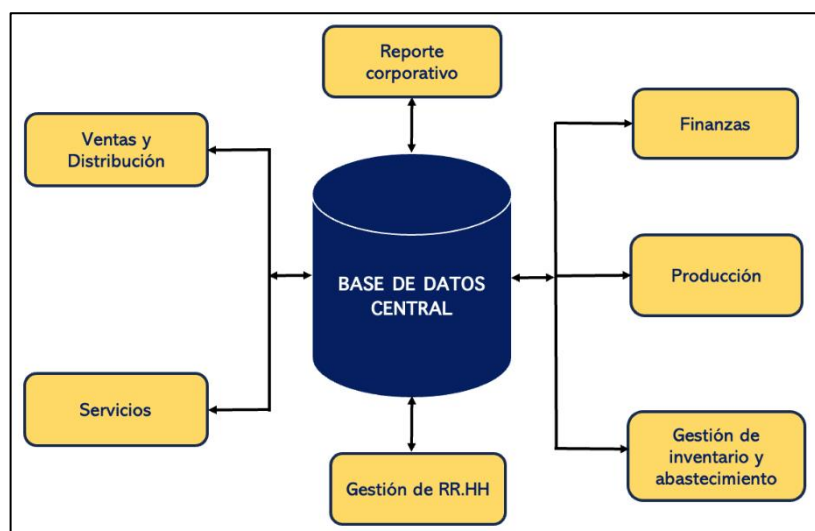 Reporte
corporativo
Ventas y
Distribución
Finanzas
BASE DE DATOS
CENTRAL
Producción
Servicios
Gestión de RR.HH
Gestión de
inventario y
abastecimiento